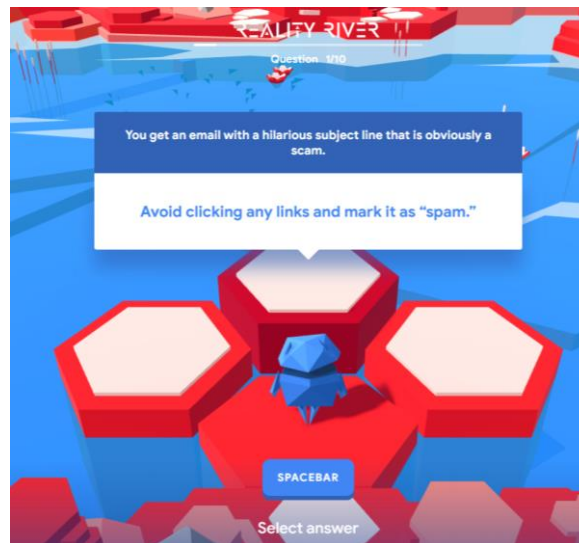 REALITY RIVER
Question 1/10
You get an email with a hilarious subject line that is obviously a
scam.
Avoid clicking any links and mark it as “spam.”
SPACEBAR
Select answer